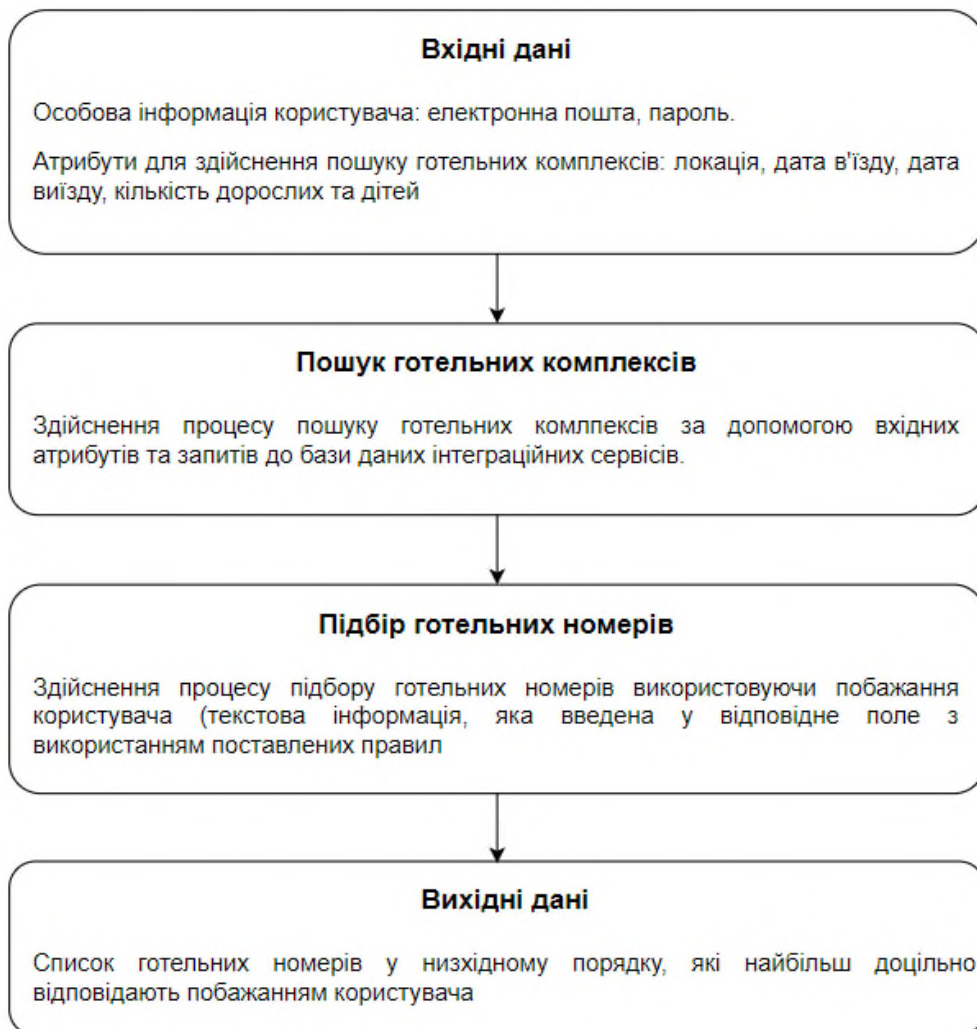 Вхідні дані
Особова інформація користувача: електронна пошта, пароль.
Атрибути для здійснення пошуку готельних комплексів: локація, дата в'їзду, дата
виїзду, кількість дорослих та дітей
Пошук готельних комплексів
Здійснення процесу пошуку готельних комлпексів за допомогою вхідних
атрибутів та запитів до бази даних інтеграційних сервісів.
Підбір готельних номерів
Здійснення процесу підбору готельних номерів використовуючи побажання
користувача (текстова інформація, яка введена у відповідне поле з
використанням поставлених правил
Вихідні дані
Список готельних номерів у низхідному порядку, які найбільш доцільно
відповідають побажанням користувача